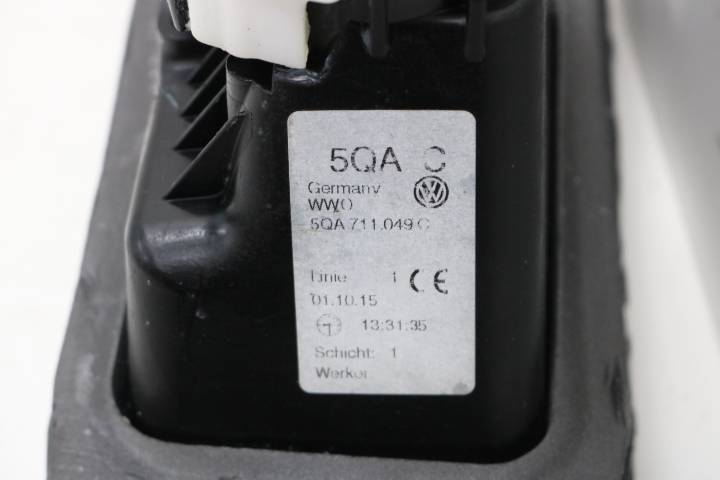 5QA C
Germany
WWO
5QA 711.049 C
Linie 1 CE
01.10.15
13:31:35
Schicht: 1
Werker: